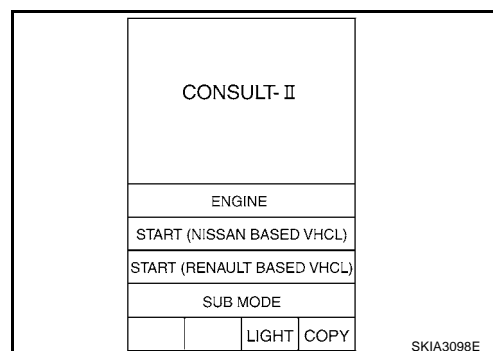 CONSULT-Ⅱ
ENGINE
START (NISSAN BASED VHCL)
START (RENAULT BASED VHCL)
SUB MODE
LIGHT COPY
SKIA3098E